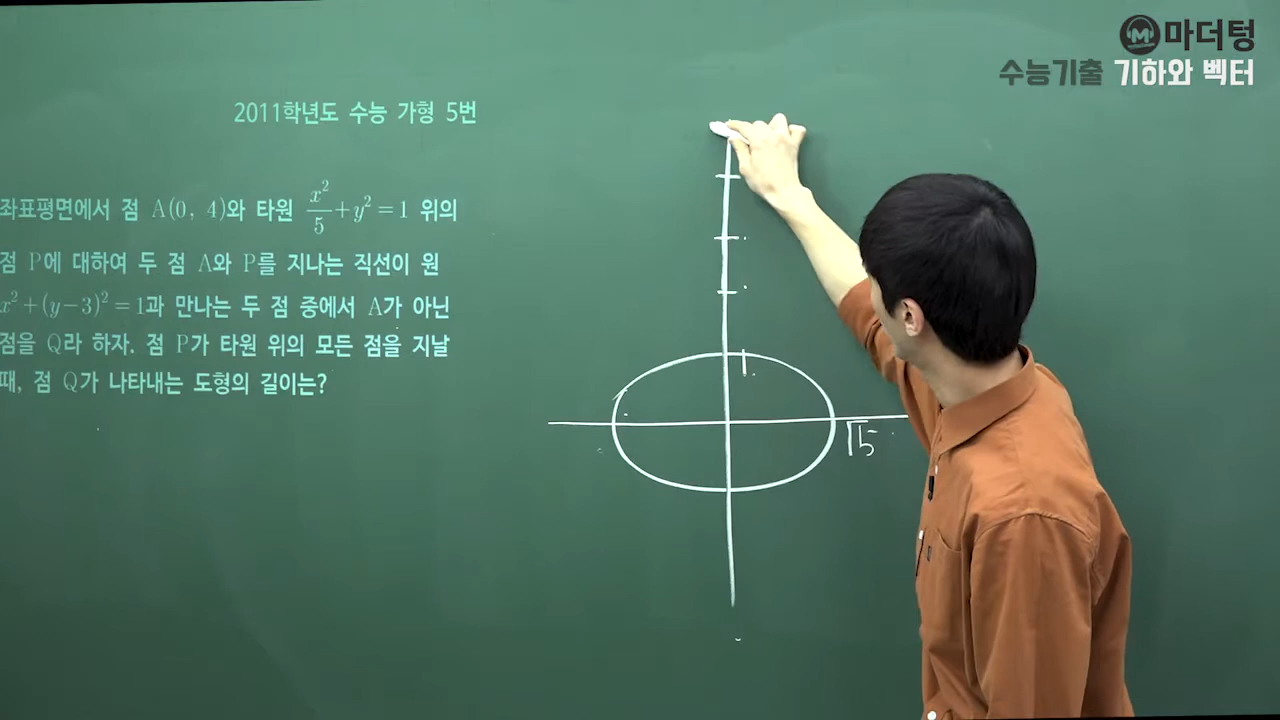 마더텅
수능기출 기하와 벡터
2011학년도 수능 가형 5번
좌표평면에서 점 A(0, 4)와 타원 x²/5 + y² = 1 위의
점 P에 대하여 두 점 A와 P를 지나는 직선이 원
x² + (y − 3)² = 1과 만나는 두 점 중에서 A가 아닌
점을 Q라 하자. 점 P가 타원 위의 모든 점을 지날
때, 점 Q가 나타내는 도형의 길이는?
1
√5